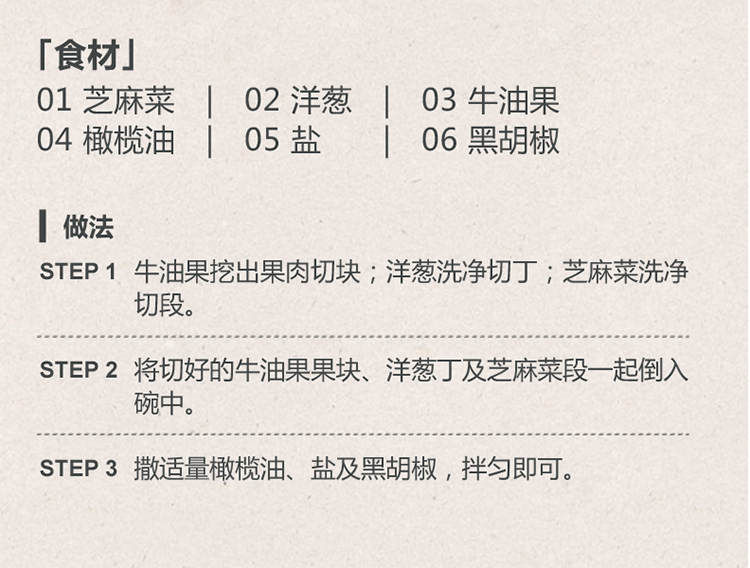 「食材」
01 芝麻菜 | 02 洋葱 | 03 牛油果
04 橄榄油 | 05 盐 | 06 黑胡椒
做法
STEP 1 牛油果挖出果肉切块；洋葱洗净切丁；芝麻菜洗净
切段。
STEP 2 将切好的牛油果果块、洋葱丁及芝麻菜段一起倒入
碗中。
STEP 3 撒适量橄榄油、盐及黑胡椒，拌匀即可。